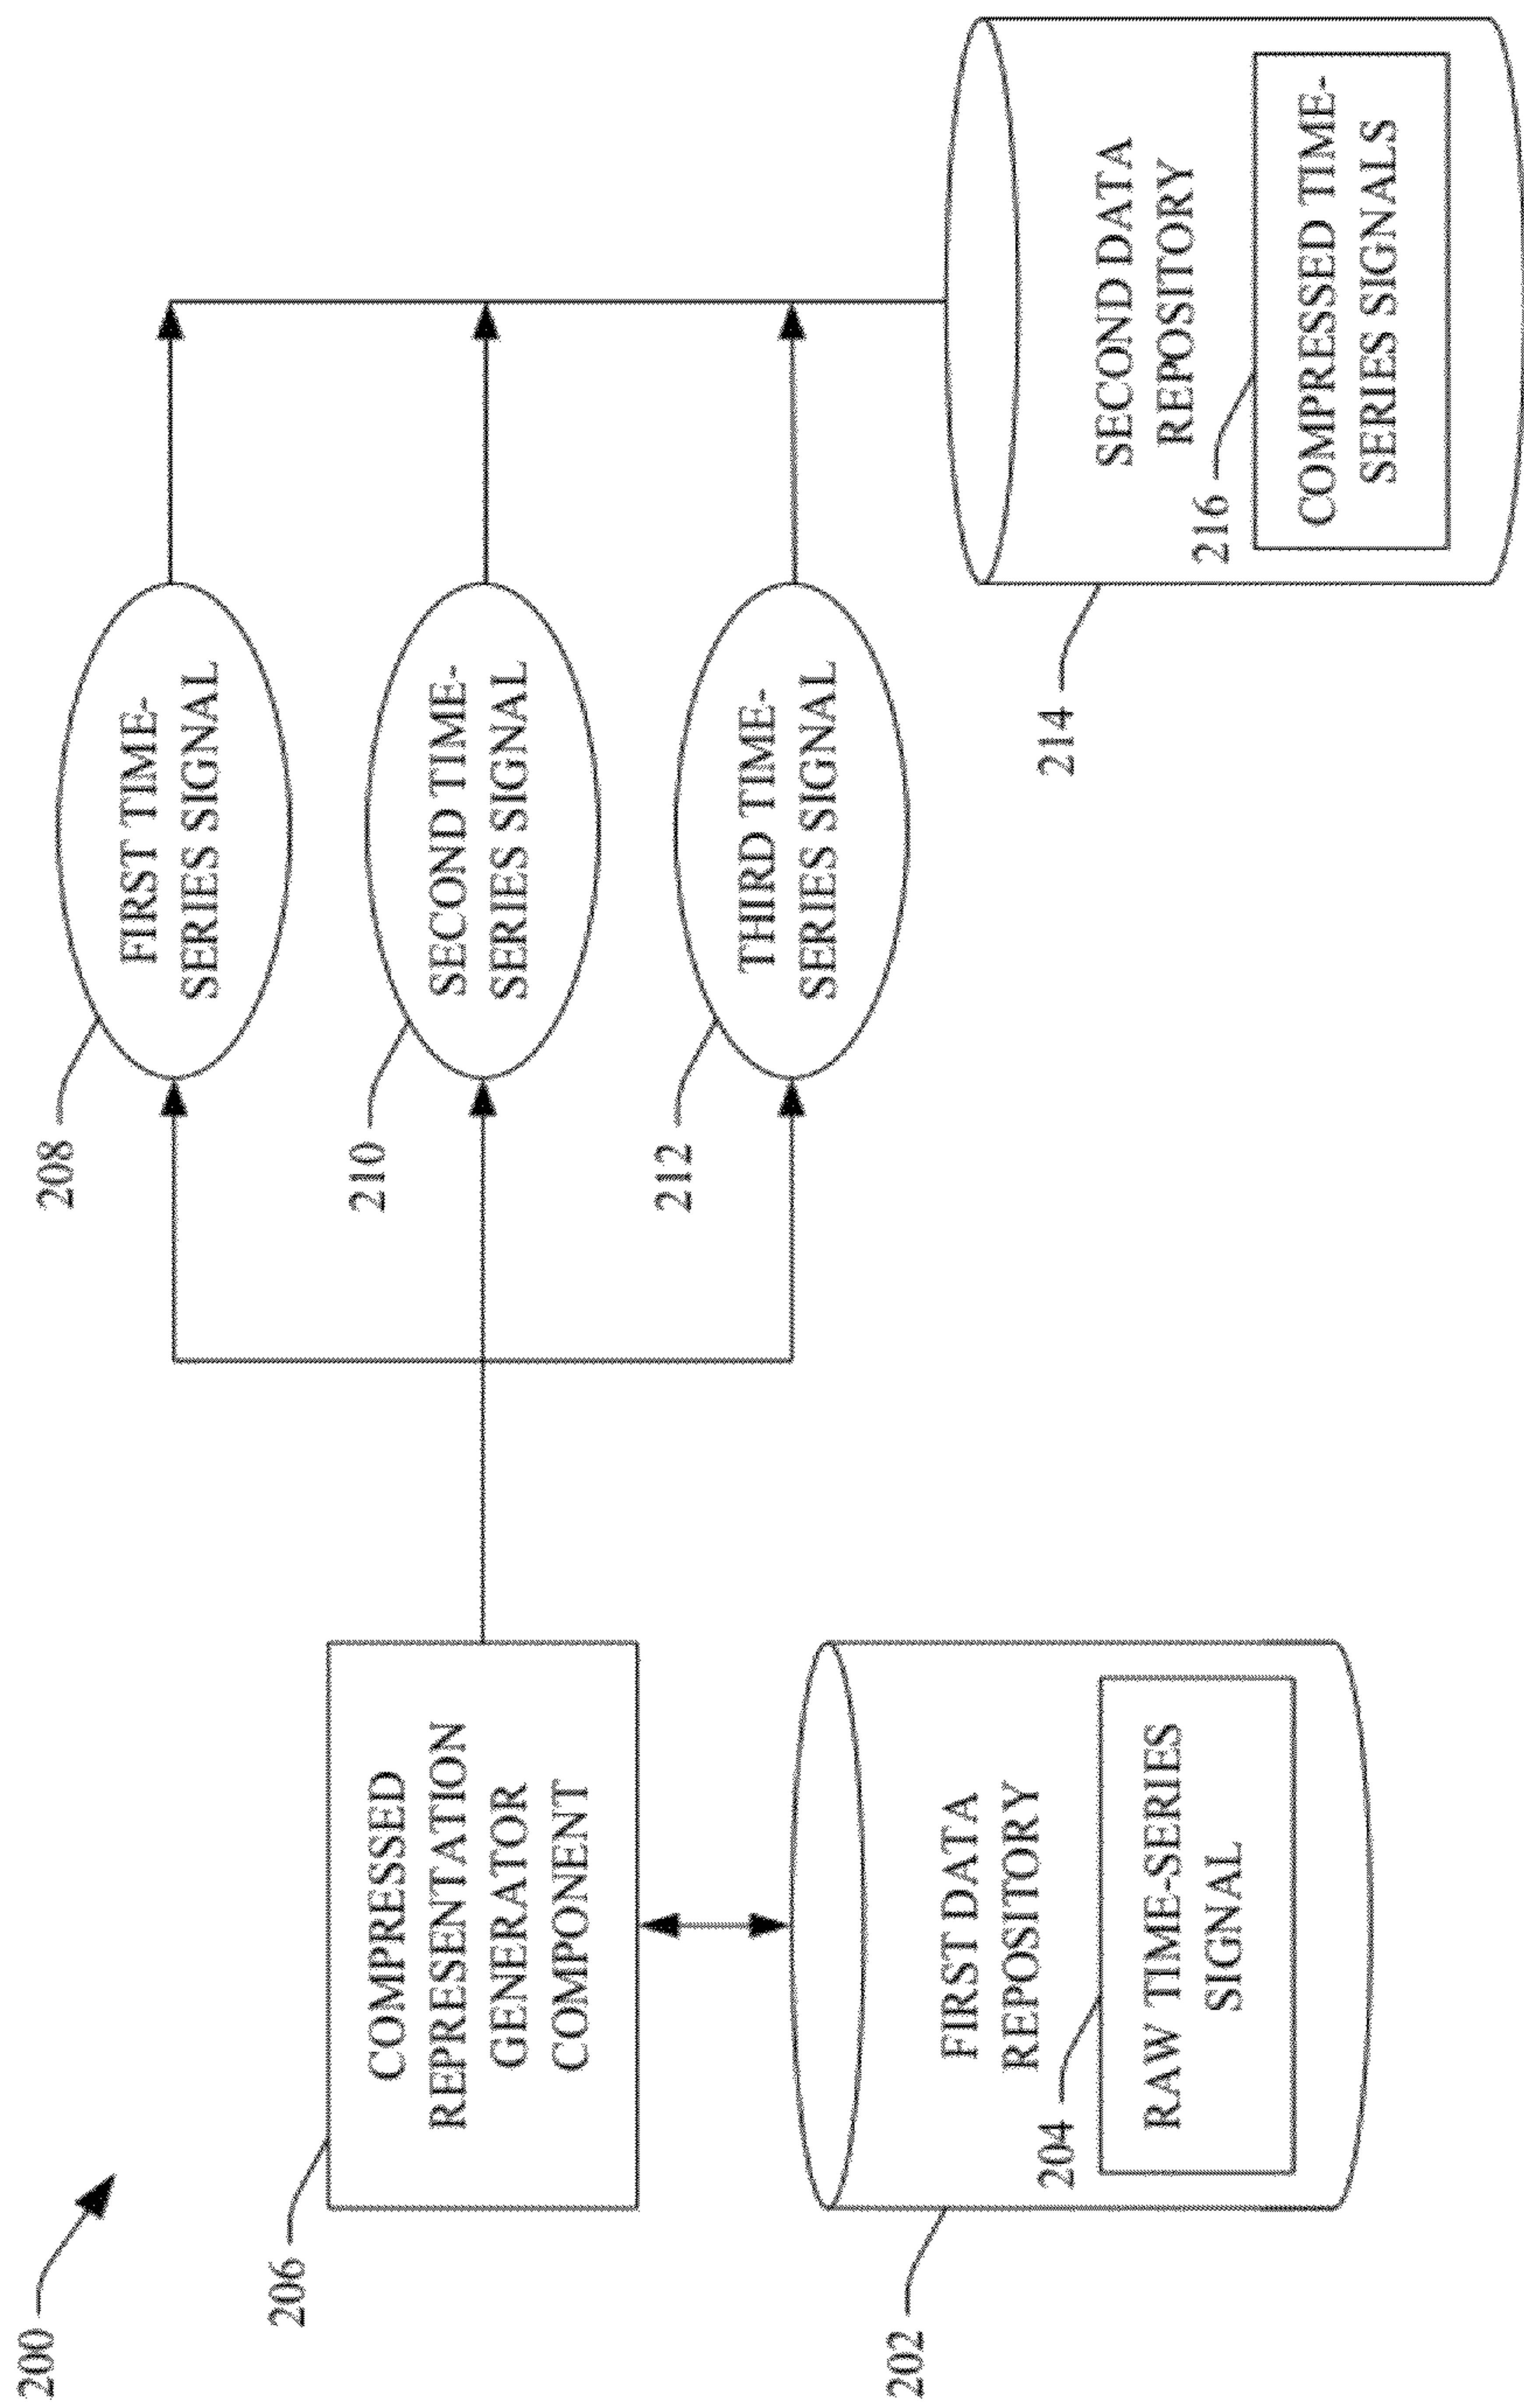 200
206
COMPRESSED
REPRESENTATION
GENERATOR
COMPONENT
202
FIRST DATA
REPOSITORY
204
RAW TIME-SERIES
SIGNAL
208
FIRST TIME-
SERIES SIGNAL
210
SECOND TIME-
SERIES SIGNAL
212
THIRD TIME-
SERIES SIGNAL
214
SECOND DATA
REPOSITORY
216
COMPRESSED TIME-
SERIES SIGNALS